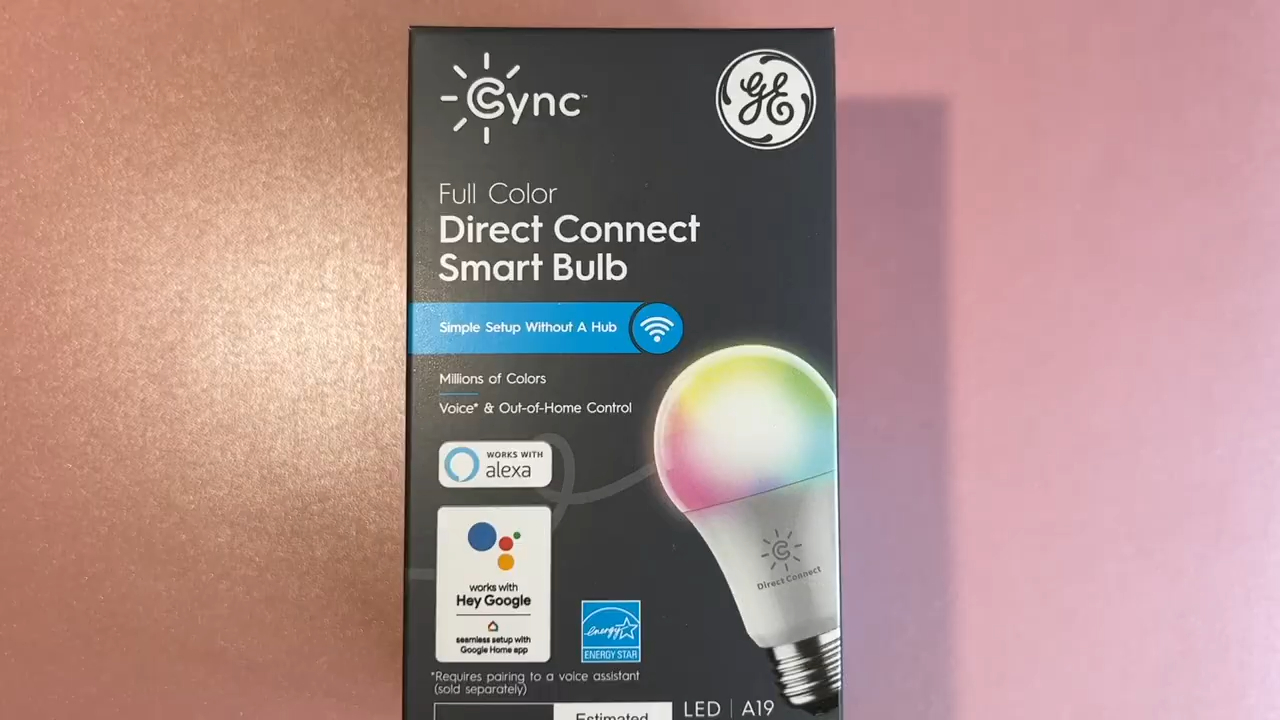 Cync™
GE
Full Color
Direct Connect
Smart Bulb
Simple Setup Without A Hub
Millions of Colors
Voice* & Out-of-Home Control
WORKS WITH
alexa
works with
Hey Google
seamless setup with
Google Home app
energy
ENERGY STAR
C
Direct Connect
*Requires pairing to a voice assistant
(sold separately)
LED | A19
Estimated